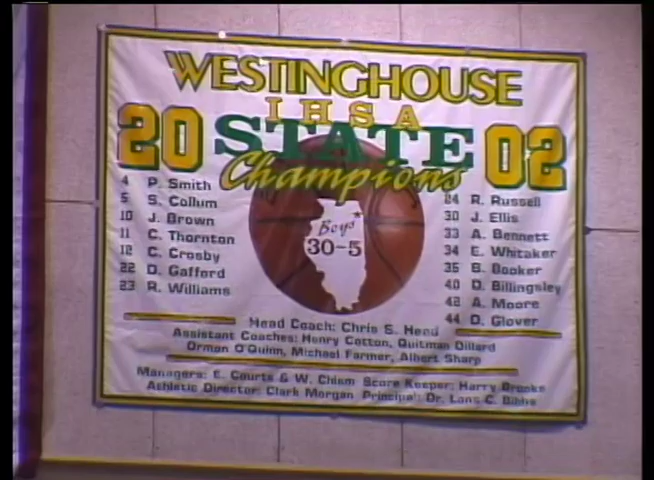 WESTINGHOUSE
IHSA
20 STATE 02
Champions
4 P. Smith
5 S. Collum
10 J. Brown
11 C. Thornton
12 C. Crosby
22 D. Gafford
23 R. Williams
Boys
30-5
24 R. Russell
30 J. Ellis
33 A. Bennett
34 E. Whitaker
35 B. Booker
40 D. Billingsley
42 A. Moore
44 D. Glover
Head Coach: Chris S. Head
Assistant Coaches: Henry Cotton, Quitman Dillard
Orman O'Quinn, Michael Farmer, Albert Sharp
Managers: E. Courts & W. Chism Score Keeper: Harry Brooks
Athletic Director: Clark Morgan Principal: Dr. Lona C. Bibbs